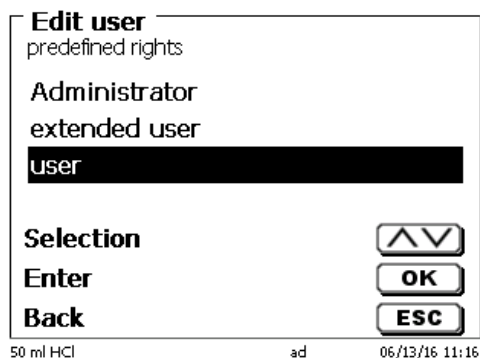 Edit user
predefined rights
Administrator
extended user
user
Selection
Enter OK
Back ESC
50 ml HCl ad 06/13/16 11:16